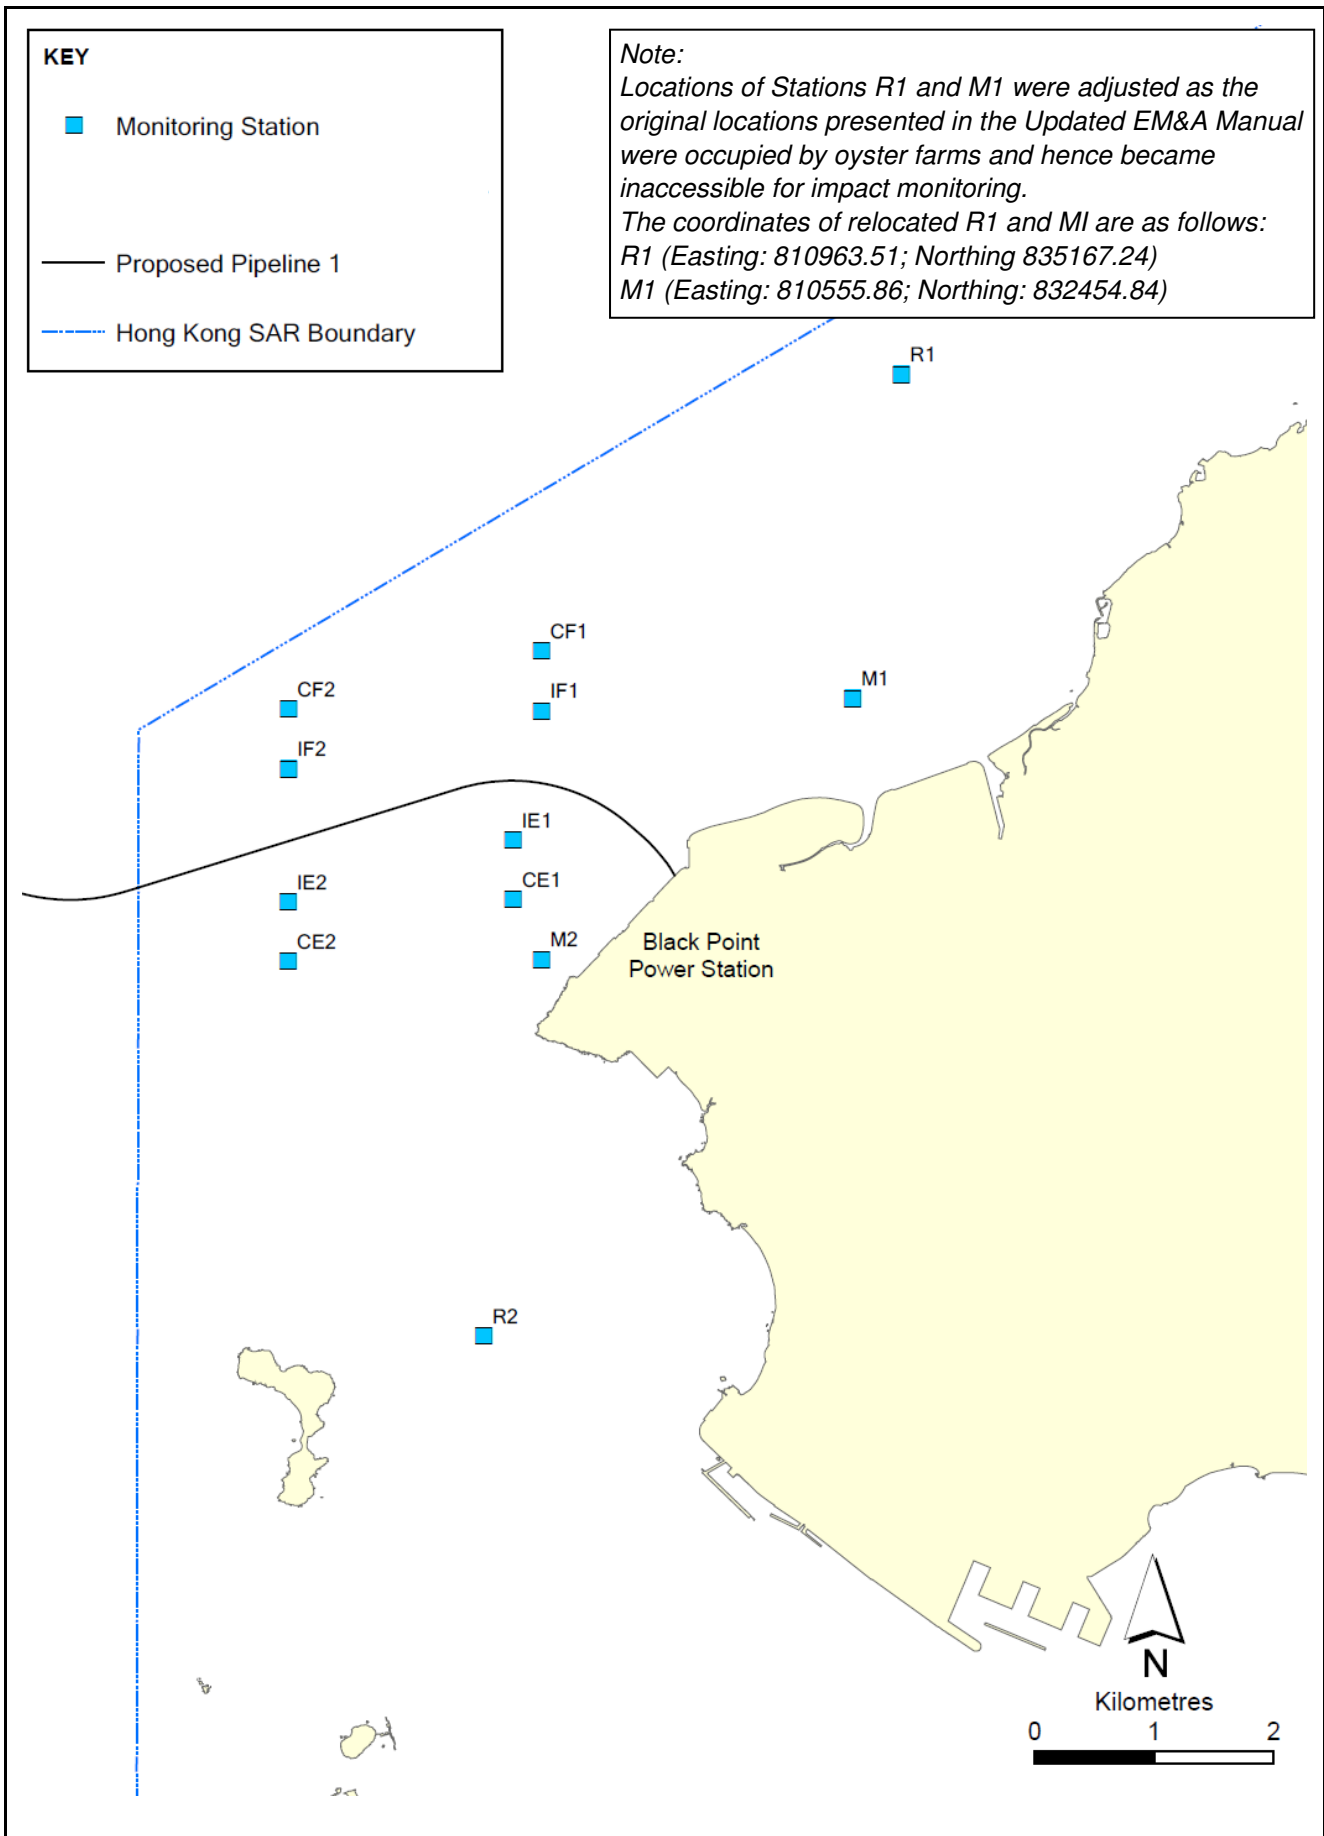 KEY
Monitoring Station
Proposed Pipeline 1
Hong Kong SAR Boundary
Note:
Locations of Stations R1 and M1 were adjusted as the
original locations presented in the Updated EM&A Manual
were occupied by oyster farms and hence became
inaccessible for impact monitoring.
The coordinates of relocated R1 and MI are as follows:
R1 (Easting: 810963.51; Northing 835167.24)
M1 (Easting: 810555.86; Northing: 832454.84)
R1
CF1
M1
CF2
IF1
IF2
IE1
IE2
CE1
CE2
M2
Black Point
Power Station
R2
N
Kilometres
0 1 2